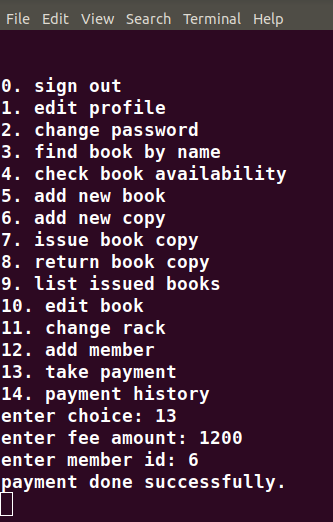 File Edit View Search Terminal Help
0. sign out
1. edit profile
2. change password
3. find book by name
4. check book availability
5. add new book
6. add new copy
7. issue book copy
8. return book copy
9. list issued books
10. edit book
11. change rack
12. add member
13. take payment
14. payment history
enter choice: 13
enter fee amount: 1200
enter member id: 6
payment done successfully.